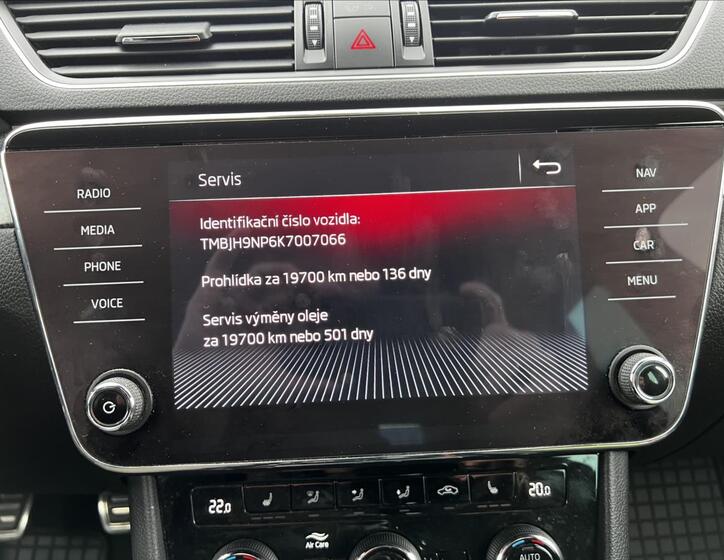 Servis
RADIO
MEDIA
PHONE
VOICE
Identifikační číslo vozidla:
TMBJH9NP6K7007066
Prohlídka za 19700 km nebo 136 dny
Servis výměny oleje
za 19700 km nebo 501 dny
NAV
APP
CAR
MENU
22.0
20.0
Air Care
AUTO